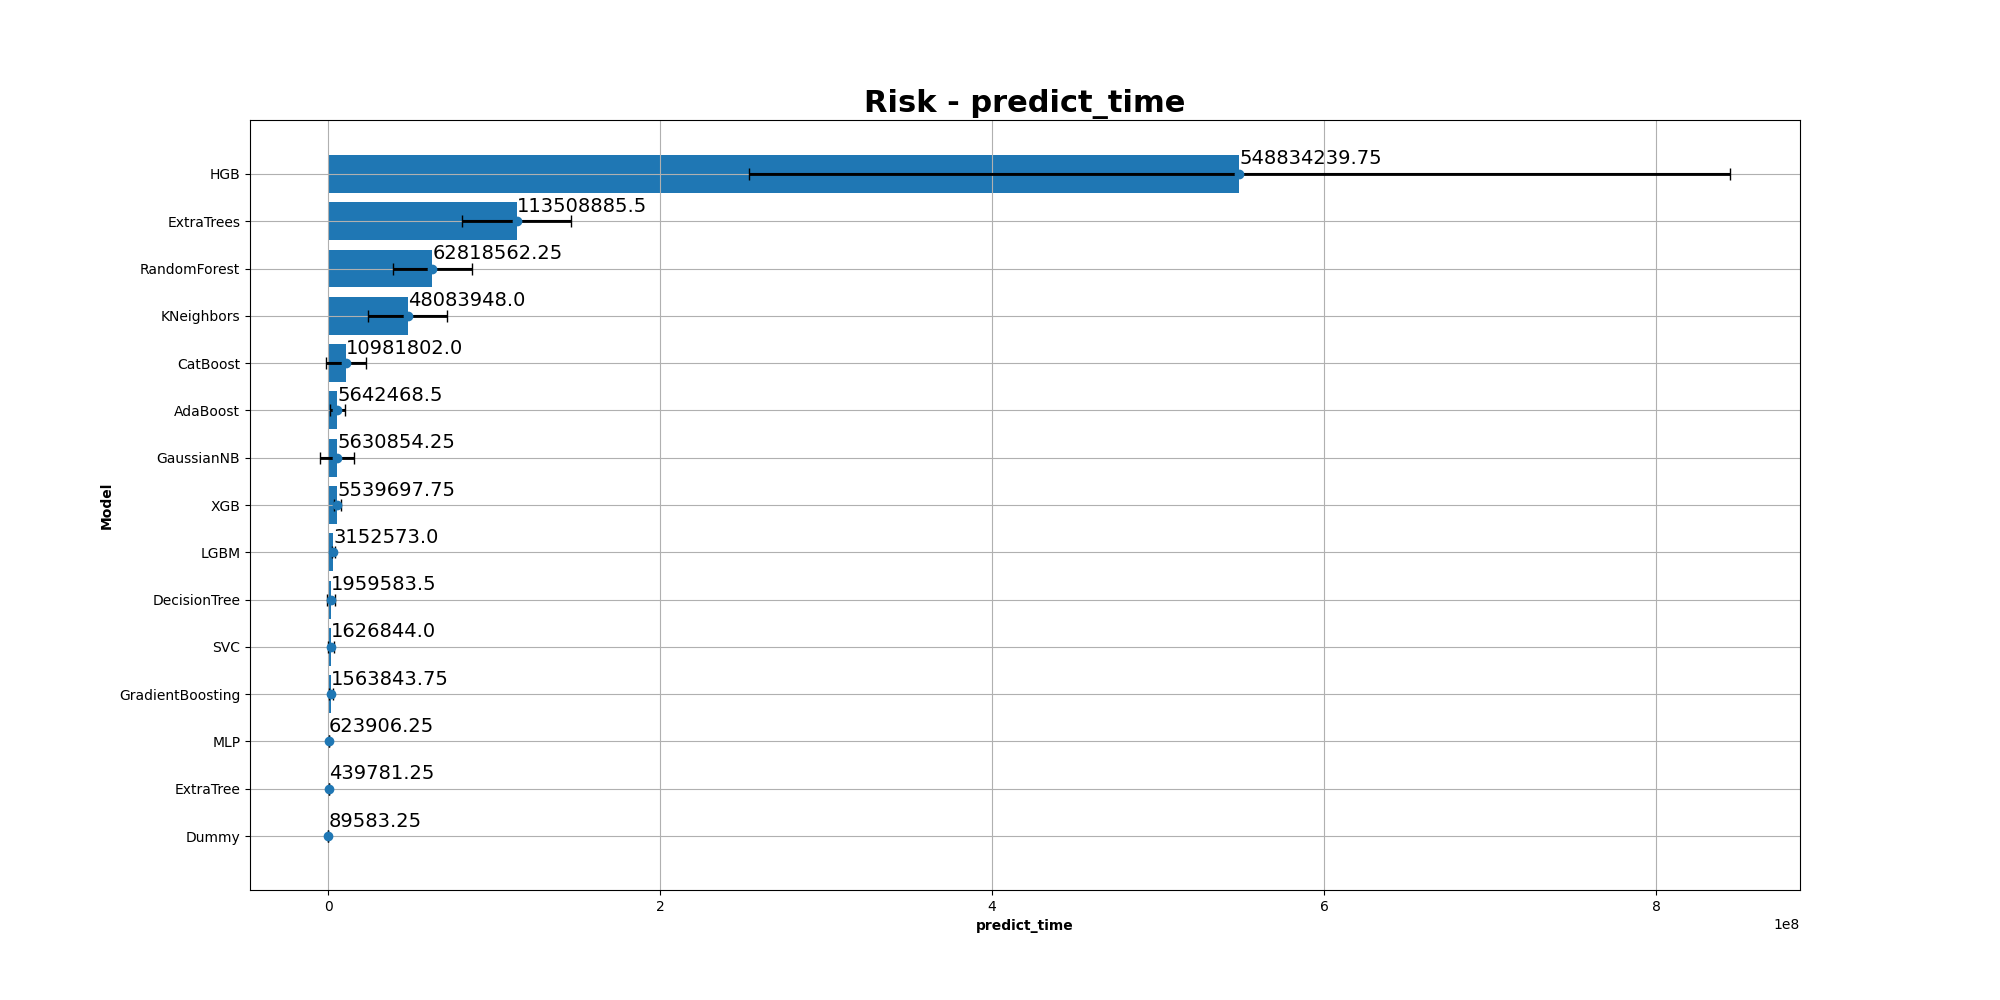 Risk - predict_time
HGB 548834239.75
ExtraTrees 113508885.5
RandomForest 62818562.25
KNeighbors 48083948.0
CatBoost 10981802.0
AdaBoost 5642468.5
GaussianNB 5630854.25
XGB 5539697.75
LGBM 3152573.0
DecisionTree 1959583.5
SVC 1626844.0
GradientBoosting 1563843.75
MLP 623906.25
ExtraTree 439781.25
Dummy 89583.25
Model
0 2 4 6 8
predict_time
1e8